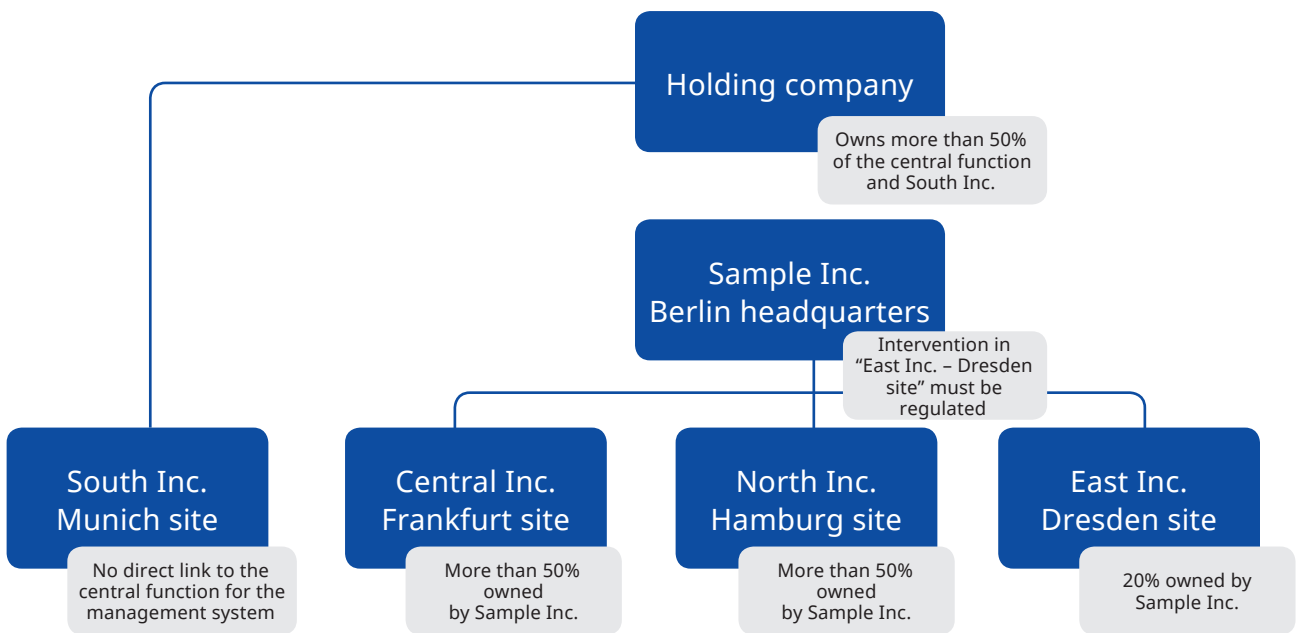 Holding company
Owns more than 50%
of the central function
and South Inc.
Sample Inc.
Berlin headquarters
Intervention in
“East Inc. – Dresden
site” must be
regulated
South Inc.
Munich site
No direct link to the
central function for the
management system
Central Inc.
Frankfurt site
More than 50%
owned
by Sample Inc.
North Inc.
Hamburg site
More than 50%
owned
by Sample Inc.
East Inc.
Dresden site
20% owned by
Sample Inc.